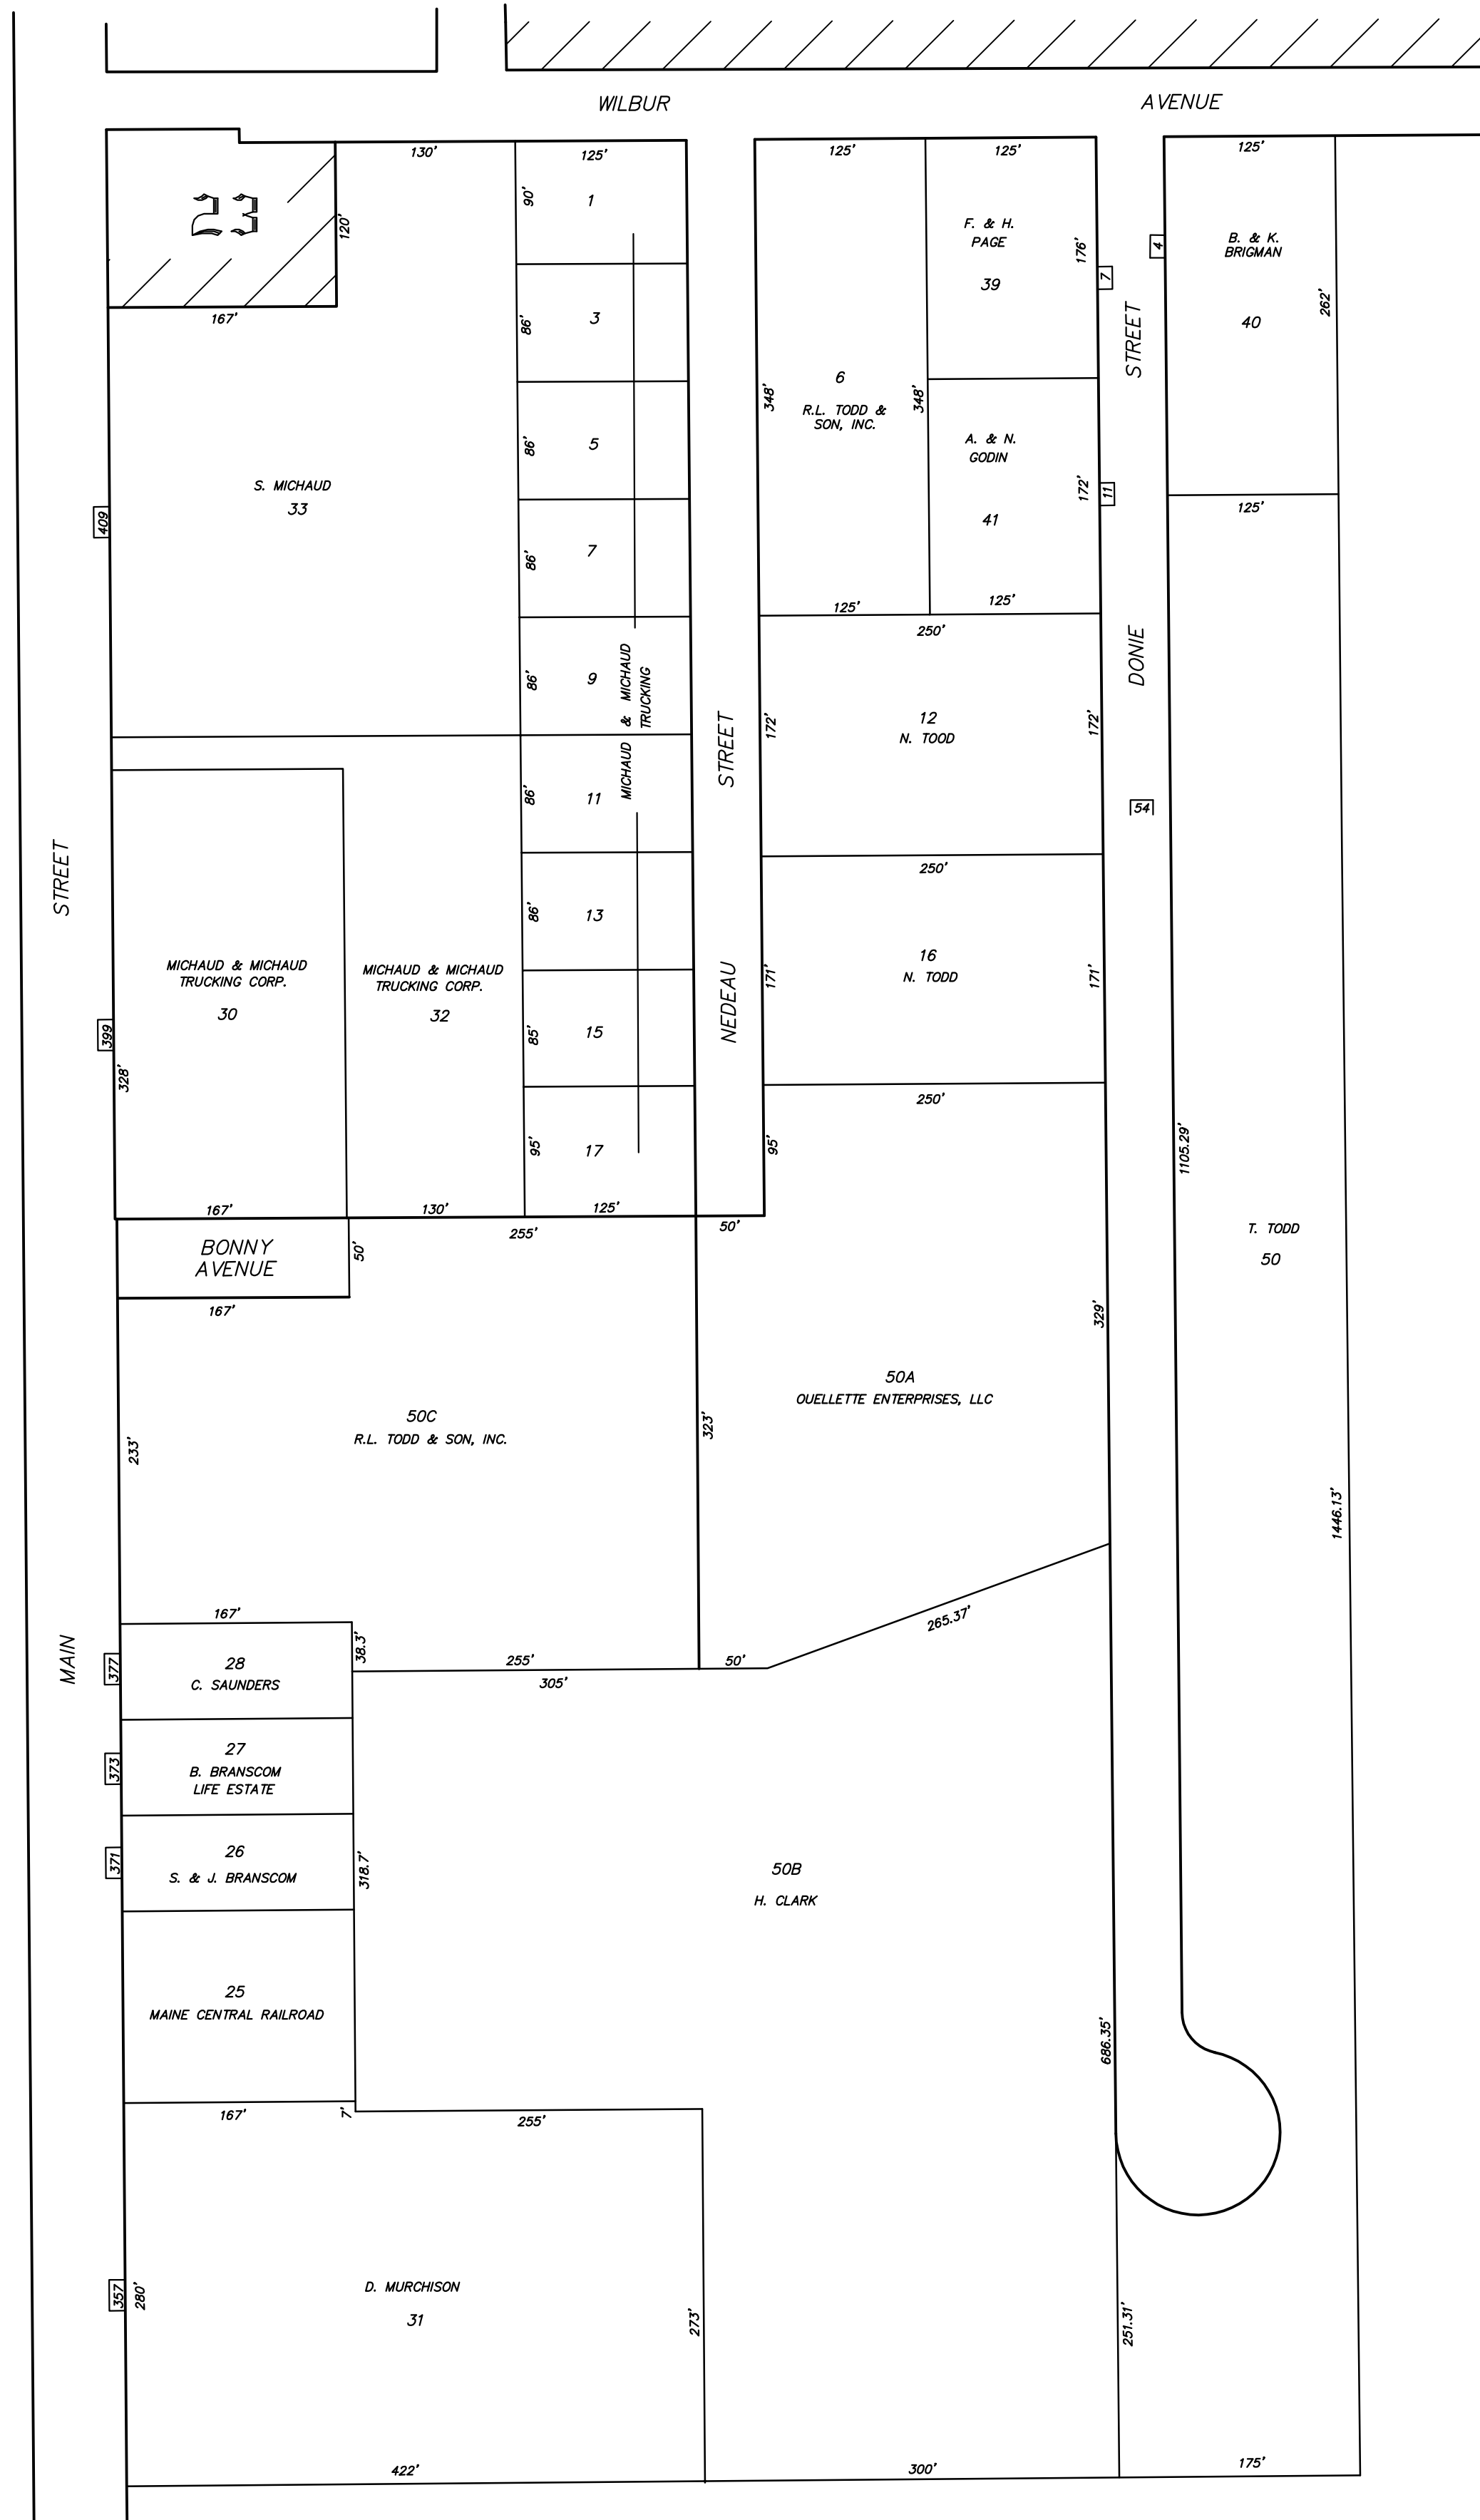 WILBUR AVENUE
23
130'
125'
90'
1
120'
167'
86'
3
86'
5
S. MICHAUD
33
409
86'
7
86'
9
MICHAUD & MICHAUD
TRUCKING
86'
11
86'
13
85'
15
95'
17
125'
STREET
NEDEAU
125'
125'
F. & H.
PAGE
39
176'
7
348'
6
R.L. TODD &
SON, INC.
348'
A. & N.
GODIN
41
172'
11
125'
125'
250'
172'
12
N. TOOD
172'
250'
171'
16
N. TODD
171'
250'
95'
STREET
DONIE
54
125'
4
B. & K.
BRIGMAN
40
262'
125'
1105.29'
T. TODD
50
1446.13'
STREET
MAIN
MICHAUD & MICHAUD
TRUCKING CORP.
30
399
328'
167'
MICHAUD & MICHAUD
TRUCKING CORP.
32
130'
BONNY
AVENUE
50'
167'
255'
50'
50C
R.L. TODD & SON, INC.
233'
323'
50A
OUELLETTE ENTERPRISES, LLC
329'
265.37'
167'
38.3'
255'
50'
305'
377
28
C. SAUNDERS
373
27
B. BRANSCOM
LIFE ESTATE
371
26
S. & J. BRANSCOM
318.7'
25
MAINE CENTRAL RAILROAD
167'
7'
255'
50B
H. CLARK
686.35'
357
280'
D. MURCHISON
31
273'
251.31'
422'
300'
175'